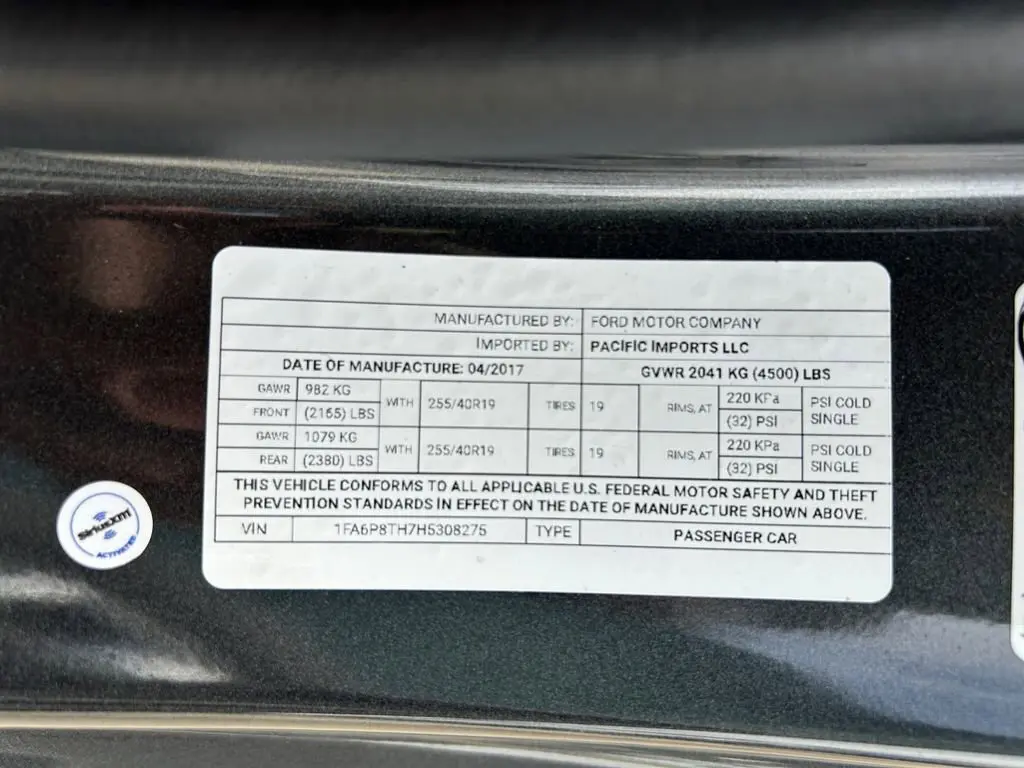 MANUFACTURED BY: FORD MOTOR COMPANY
IMPORTED BY: PACIFIC IMPORTS LLC
DATE OF MANUFACTURE: 04/2017 GVWR 2041 KG (4500) LBS
GAWR 982 KG WITH 255/40R19 TIRES 19 RIMS, AT 220 KPa PSI COLD
FRONT (2165) LBS (32) PSI SINGLE
GAWR 1079 KG WITH 255/40R19 TIRES 19 RIMS, AT 220 KPa PSI COLD
REAR (2380) LBS (32) PSI SINGLE
THIS VEHICLE CONFORMS TO ALL APPLICABLE U.S. FEDERAL MOTOR SAFETY AND THEFT
PREVENTION STANDARDS IN EFFECT ON THE DATE OF MANUFACTURE SHOWN ABOVE.
VIN 1FA6P8TH7H5308275 TYPE PASSENGER CAR
SiriusXM
ACTIVATED